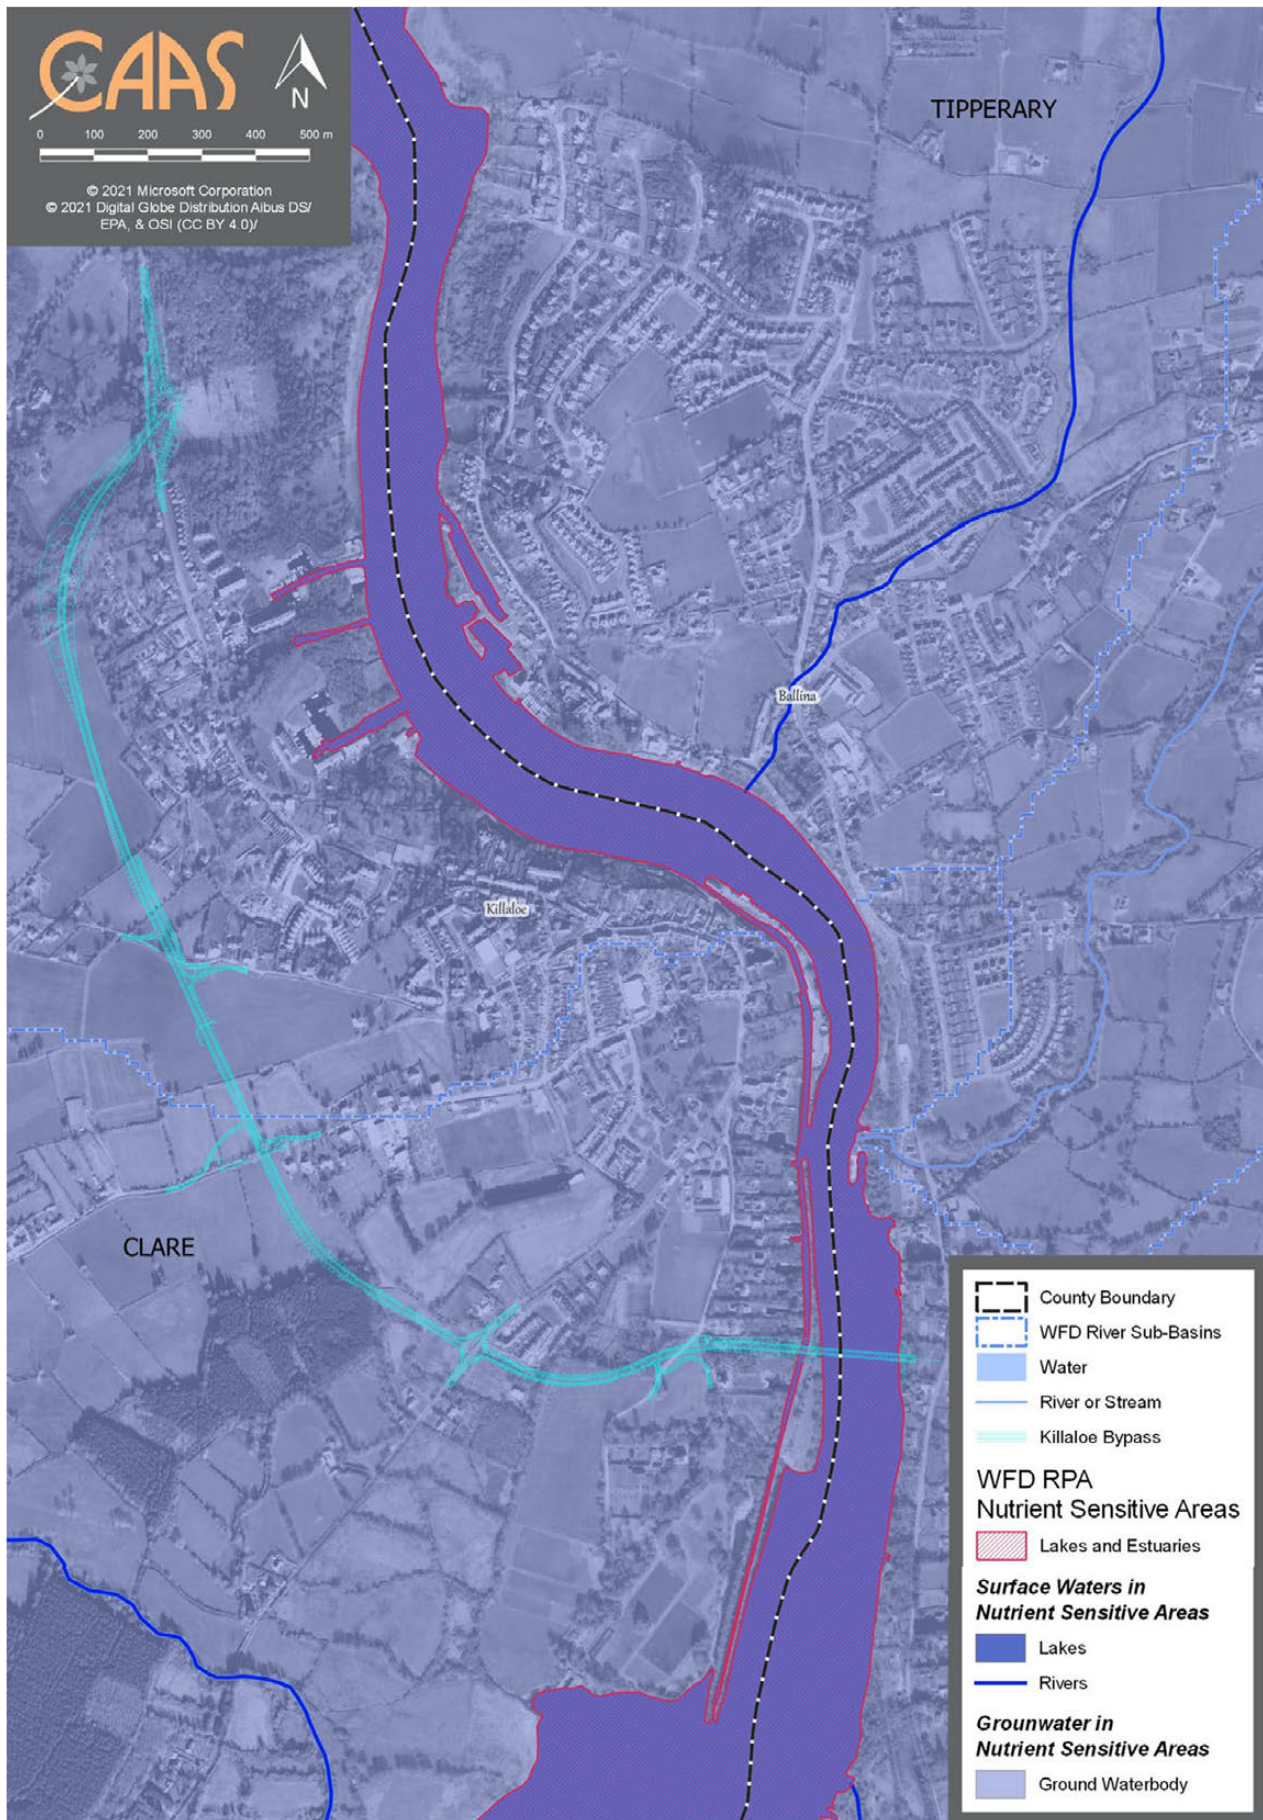 CAAS
N
0 100 200 300 400 500 m
© 2021 Microsoft Corporation
© 2021 Digital Globe Distribution Aibus DS/
EPA, & OSI (CC BY 4.0)/
TIPPERARY
Ballina
Killaloe
CLARE
County Boundary
WFD River Sub-Basins
Water
River or Stream
Killaloe Bypass
WFD RPA
Nutrient Sensitive Areas
Lakes and Estuaries
Surface Waters in
Nutrient Sensitive Areas
Lakes
Rivers
Grounwater in
Nutrient Sensitive Areas
Ground Waterbody